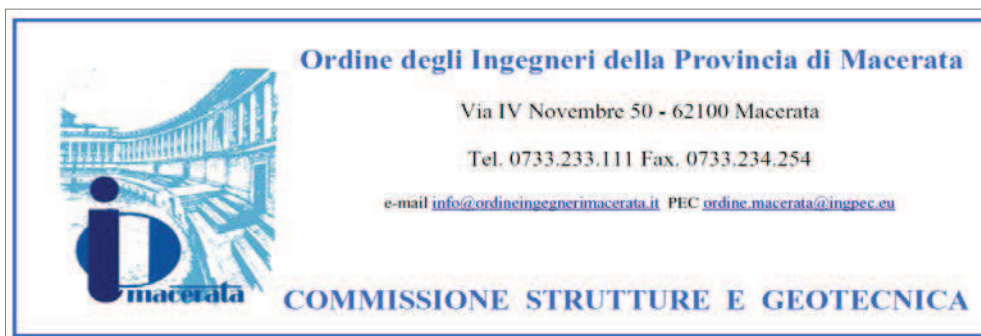 Ordine degli Ingegneri della Provincia di Macerata
Via IV Novembre 50 - 62100 Macerata
Tel. 0733.233.111 Fax. 0733.234.254
e-mail info@ordineingegnerimacerata.it PEC ordine.macerata@ingpec.eu
macerata
COMMISSIONE STRUTTURE E GEOTECNICA